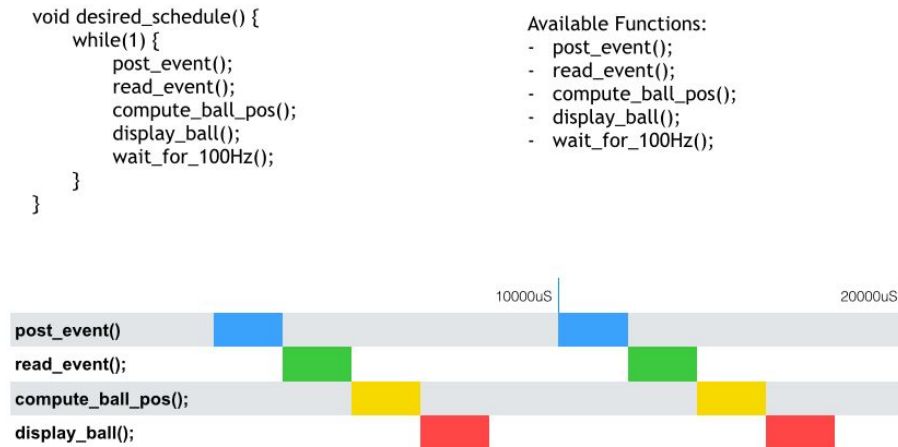 void desired_schedule() {
while(1) {
post_event();
read_event();
compute_ball_pos();
display_ball();
wait_for_100Hz();
}
}
Available Functions:
- post_event();
- read_event();
- compute_ball_pos();
- display_ball();
- wait_for_100Hz();
10000uS
20000uS
post_event()
read_event();
compute_ball_pos();
display_ball();